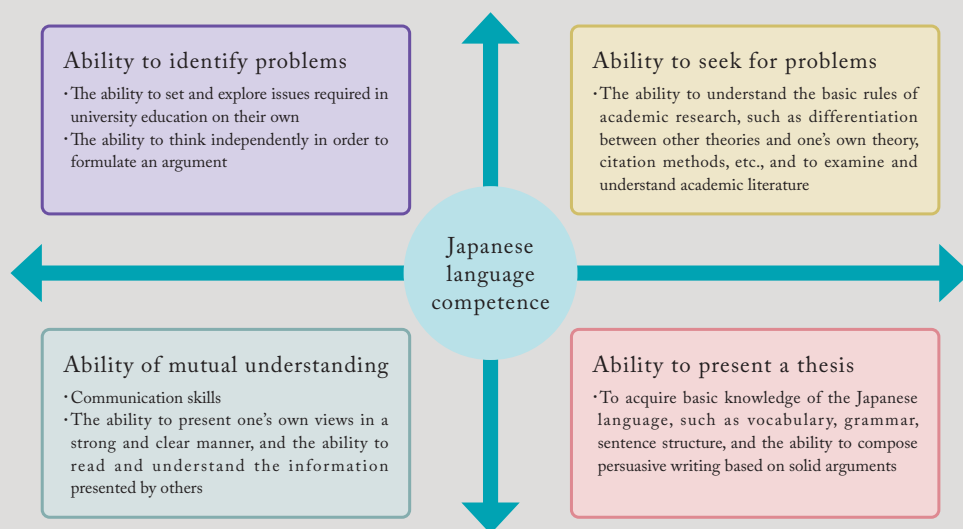 Ability to identify problems
・The ability to set and explore issues required in
university education on their own
・The ability to think independently in order to
formulate an argument
Ability to seek for problems
・The ability to understand the basic rules of
academic research, such as differentiation
between other theories and one's own theory,
citation methods, etc., and to examine and
understand academic literature
Japanese
language
competence
Ability of mutual understanding
・Communication skills
・The ability to present one's own views in a
strong and clear manner, and the ability to
read and understand the information
presented by others
Ability to present a thesis
・To acquire basic knowledge of the Japanese
language, such as vocabulary, grammar,
sentence structure, and the ability to compose
persuasive writing based on solid arguments